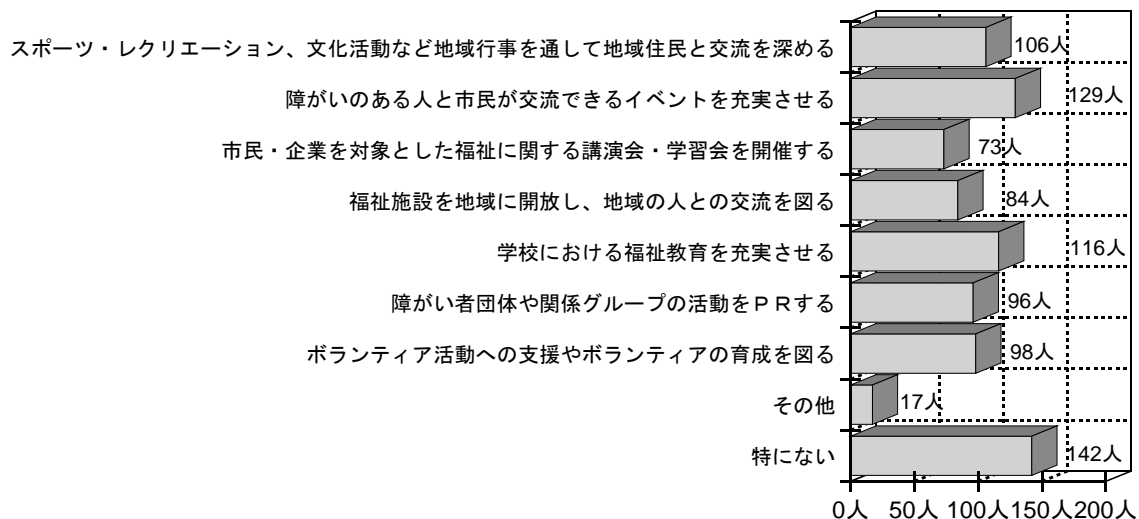 スポーツ・レクリエーション、文化活動など地域行事を通して地域住民と交流を深める 106人
障がいのある人と市民が交流できるイベントを充実させる 129人
市民・企業を対象とした福祉に関する講演会・学習会を開催する 73人
福祉施設を地域に開放し、地域の人との交流を図る 84人
学校における福祉教育を充実させる 116人
障がい者団体や関係グループの活動をPRする 96人
ボランティア活動への支援やボランティアの育成を図る 98人
その他 17人
特にない 142人
0人 50人 100人 150人 200人